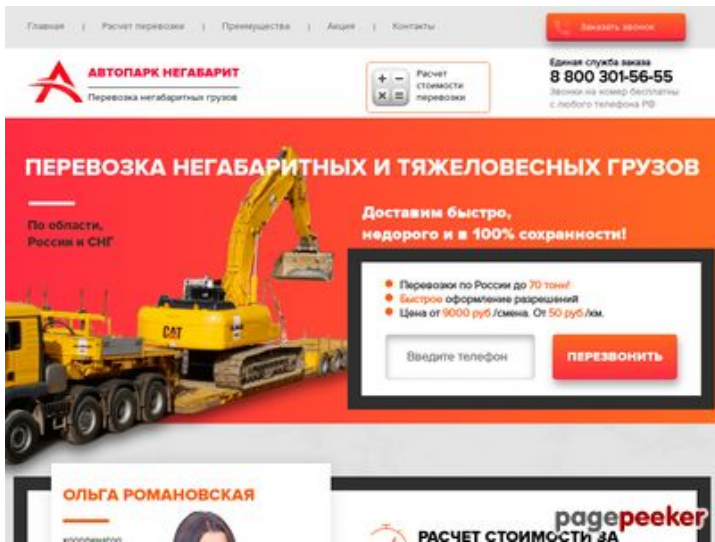 Главная | Расчет перевозки | Преимущества | Акция | Контакты
Заказать звонок
АВТОПАРК НЕГАБАРИТ
Перевозка негабаритных грузов
+ − × =
Расчет
стоимости
перевозки
Единая служба заказа
8 800 301-56-55
Звонки на номер бесплатны
с любого телефона РФ
ПЕРЕВОЗКА НЕГАБАРИТНЫХ И ТЯЖЕЛОВЕСНЫХ ГРУЗОВ
По области,
России и СНГ
Доставим быстро,
недорого и в 100% сохранности!
Перевозки по России до 70 тонн!
Быстрое оформление разрешений
Цена от 9000 руб./смена. От 50 руб./км.
Введите телефон
ПЕРЕЗВОНИТЬ
CAT
ОЛЬГА РОМАНОВСКАЯ
координатор
РАСЧЕТ СТОИМОСТИ ЗА
pagepeeker